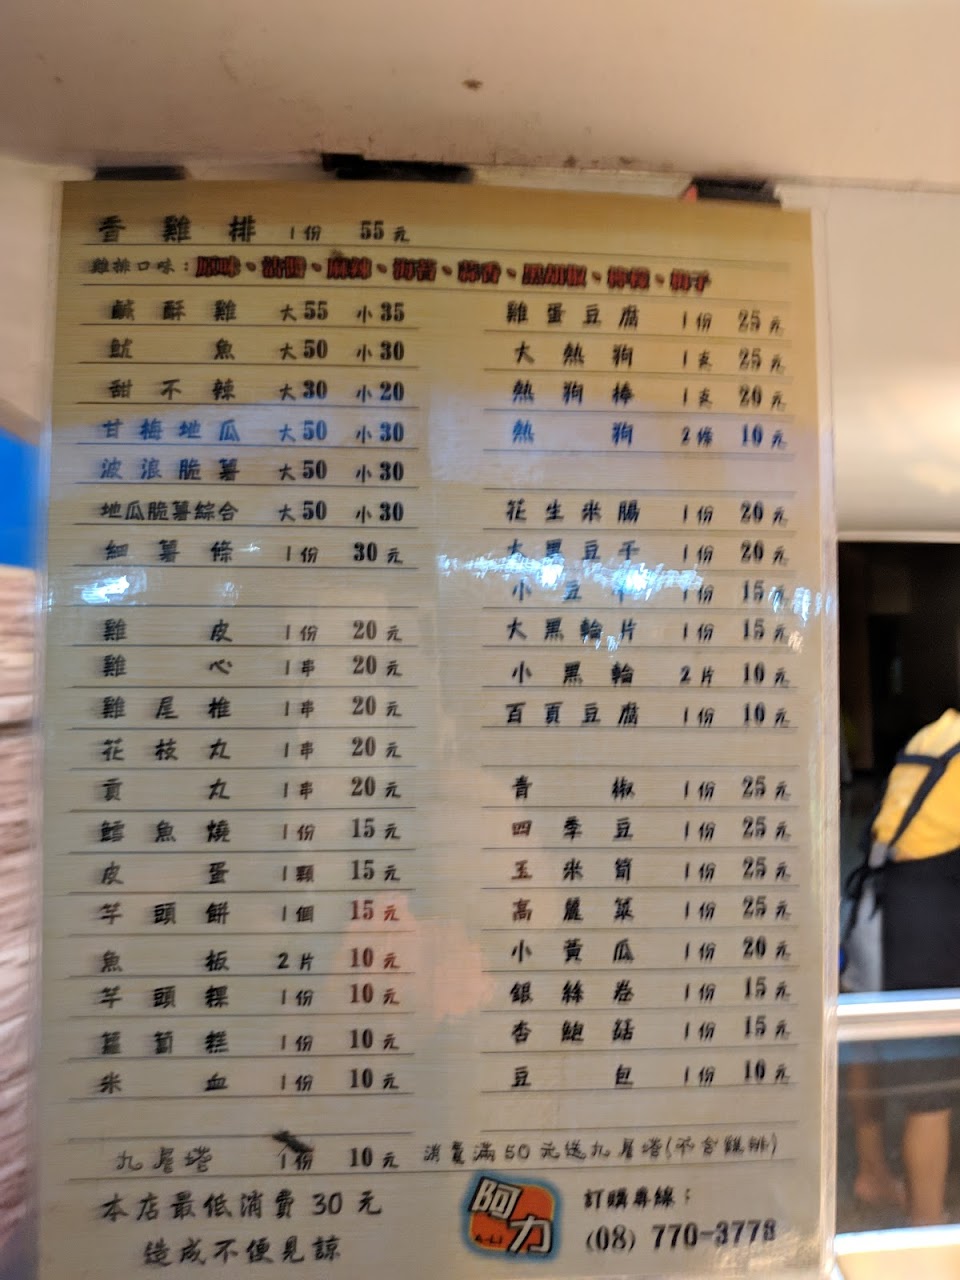 香雞排 1份 55元
雞排口味：原味、沾醬、麻辣、海苔、蒜香、黑胡椒、檸檬、梅子
鹹酥雞 大55 小35
魷魚 大50 小30
甜不辣 大30 小20
甘梅地瓜 大50 小30
波浪脆薯 大50 小30
地瓜脆薯綜合 大50 小30
細薯條 1份 30元
雞皮 1份 20元
雞心 1串 20元
雞尾椎 1串 20元
花枝丸 1串 20元
貢丸 1串 20元
鱈魚燒 1份 15元
皮蛋 1顆 15元
芋頭餅 1個 15元
魚板 2片 10元
芋頭粿 1份 10元
蘿蔔糕 1份 10元
米血 1份 10元
雞蛋豆腐 1份 25元
大熱狗 1支 25元
熱狗棒 1支 20元
熱狗 2條 10元
花生米腸 1份 20元
大黑豆干 1份 20元
小豆干 1份 15元
大黑輪片 1份 15元
小黑輪 2片 10元
百頁豆腐 1份 10元
青椒 1份 25元
四季豆 1份 25元
玉米筍 1份 25元
高麗菜 1份 25元
小黃瓜 1份 20元
銀絲卷 1份 15元
杏鮑菇 1份 15元
豆包 1份 10元
九層塔 1份 10元 消費滿50元送九層塔(不含雞排)
本店最低消費30元
造成不便見諒
阿力
A-LI
訂購專線：
(08) 770-3778